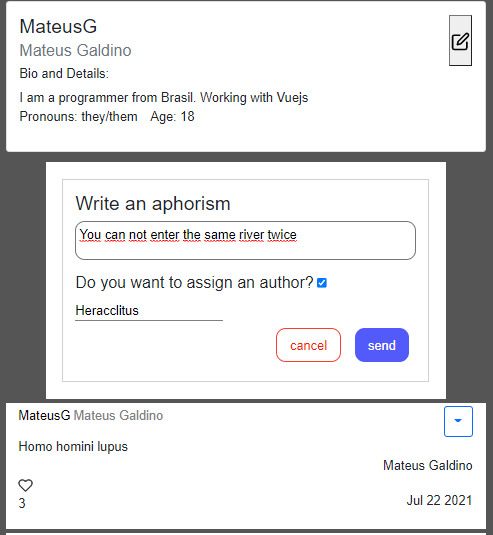 MateusG
Mateus Galdino
Bio and Details:
I am a programmer from Brasil. Working with Vuejs
Pronouns: they/them Age: 18
Write an aphorism
You can not enter the same river twice
Do you want to assign an author?
Heracclitus
cancel send
MateusG Mateus Galdino
Homo homini lupus
Mateus Galdino
3
Jul 22 2021